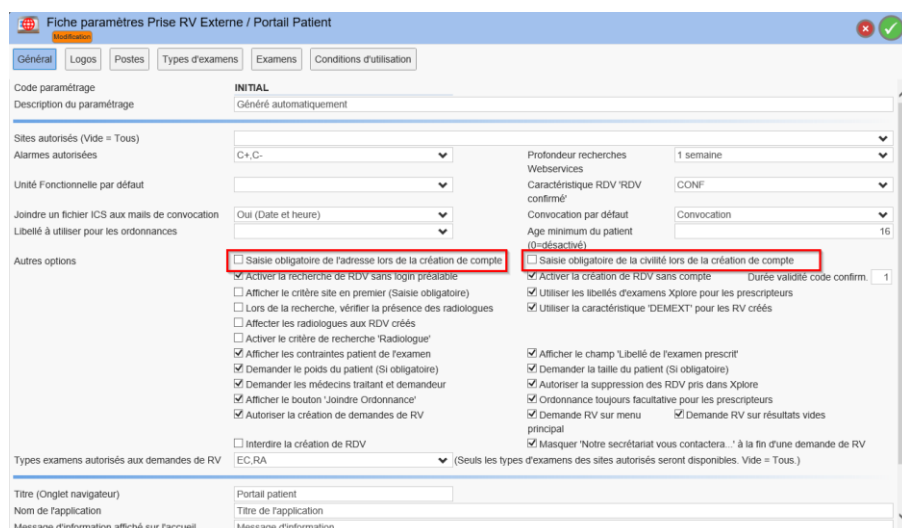 Fiche paramètres Prise RV Externe / Portail Patient
Modification
Général Logos Postes Types d'examens Examens Conditions d'utilisation
Code paramétrage INITIAL
Description du paramétrage Généré automatiquement
Sites autorisés (Vide = Tous)
Alarmes autorisées C+,C- Profondeur recherches Webservices 1 semaine
Unité Fonctionnelle par défaut Caractéristique RDV 'RDV confirmé' CONF
Joindre un fichier ICS aux mails de convocation Oui (Date et heure) Convocation par défaut Convocation
Libellé à utiliser pour les ordonnances Age minimum du patient (0=désactivé) 16
Autres options Saisie obligatoire de l'adresse lors de la création de compte Saisie obligatoire de la civilité lors de la création de compte
Activer la recherche de RDV sans login préalable Activer la création de RDV sans compte Durée validité code confirm. 1
Afficher le critère site en premier (Saisie obligatoire) Utiliser les libellés d'examens Xplore pour les prescripteurs
Lors de la recherche, vérifier la présence des radiologues Utiliser la caractéristique 'DEMEXT' pour les RV créés
Affecter les radiologues aux RDV créés
Activer le critère de recherche 'Radiologue'
Afficher les contraintes patient de l'examen Afficher le champ 'Libellé de l'examen prescrit'
Demander le poids du patient (Si obligatoire) Demander la taille du patient (Si obligatoire)
Demander les médecins traitant et demandeur Autoriser la suppression des RDV pris dans Xplore
Afficher le bouton 'Joindre Ordonnance' Ordonnance toujours facultative pour les prescripteurs
Autoriser la création de demandes de RV Demande RV sur menu principal Demande RV sur résultats vides
Interdire la création de RDV Masquer 'Notre secrétariat vous contactera...' à la fin d'une demande de RV
Types examens autorisés aux demandes de RV EC,RA (Seuls les types d'examens des sites autorisés seront disponibles. Vide = Tous.)
Titre (Onglet navigateur) Portail patient
Nom de l'application Titre de l'application
Message d'information affiché sur l'accueil Message d'information